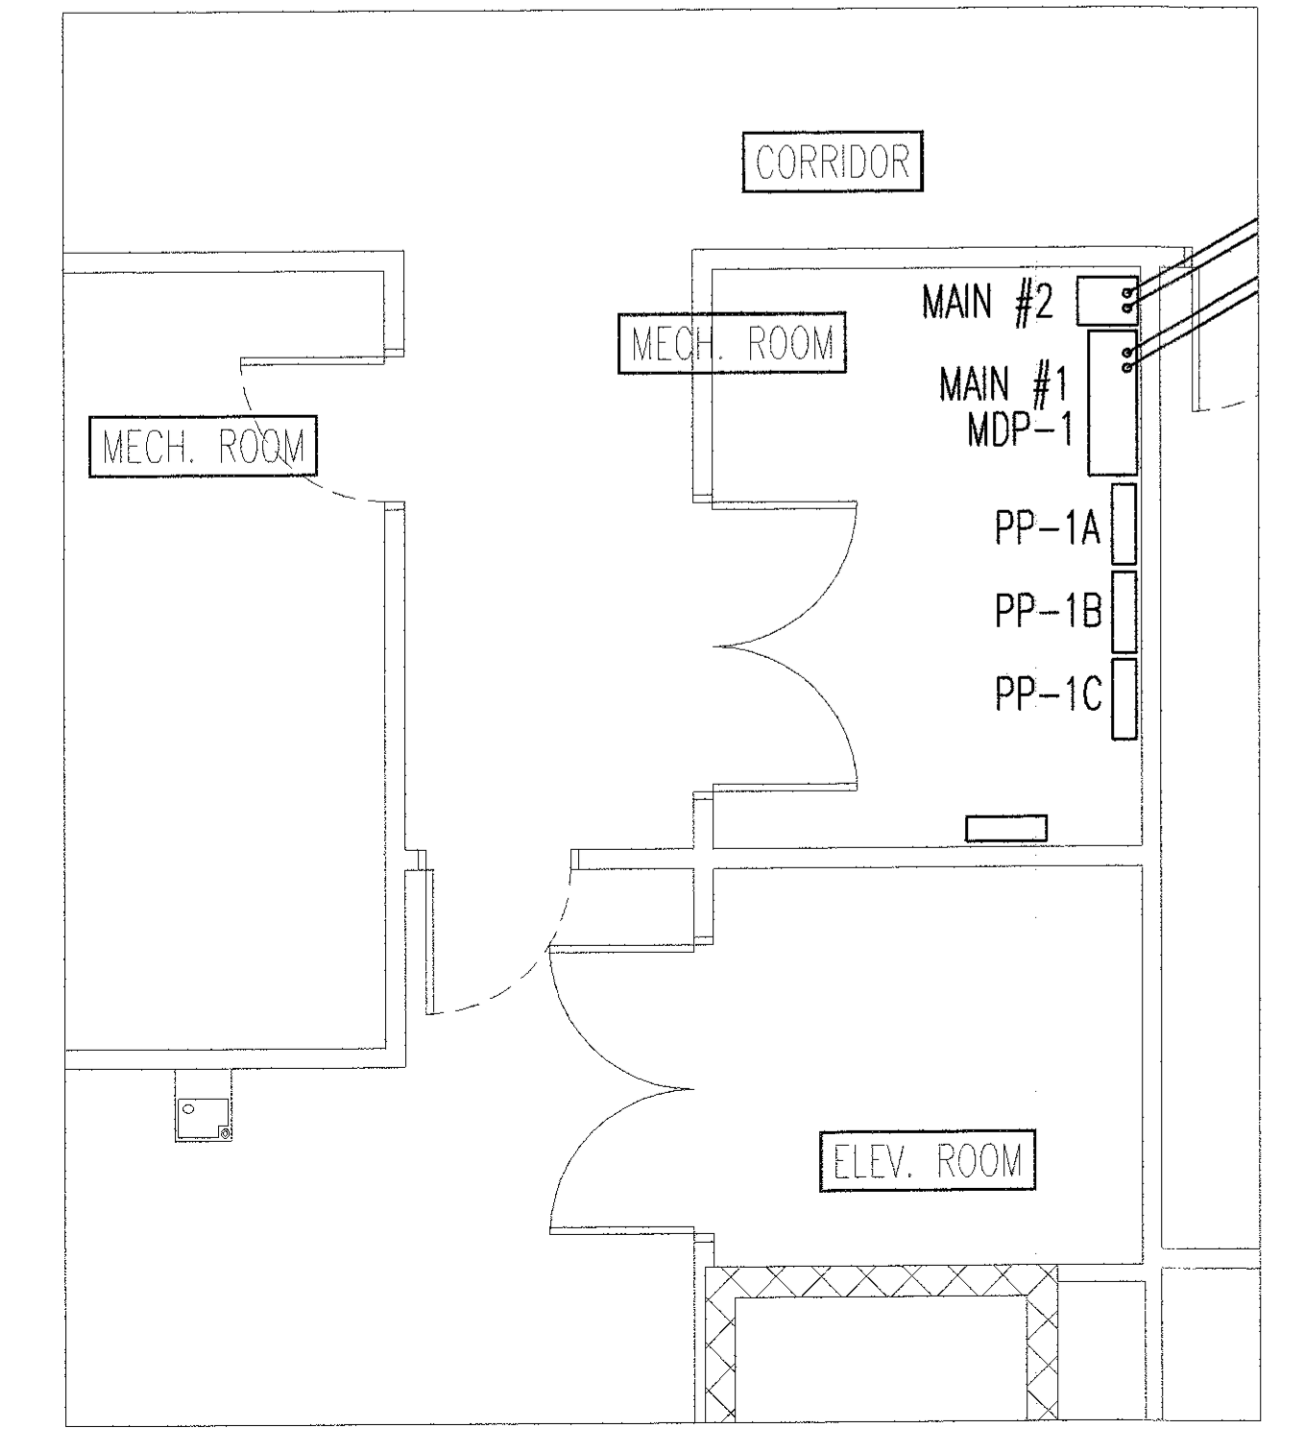 CORRIDOR
MAIN #2
MECH. ROOM
MAIN #1
MDP-1
MECH. ROOM
PP-1A
PP-1B
PP-1C
ELEV. ROOM